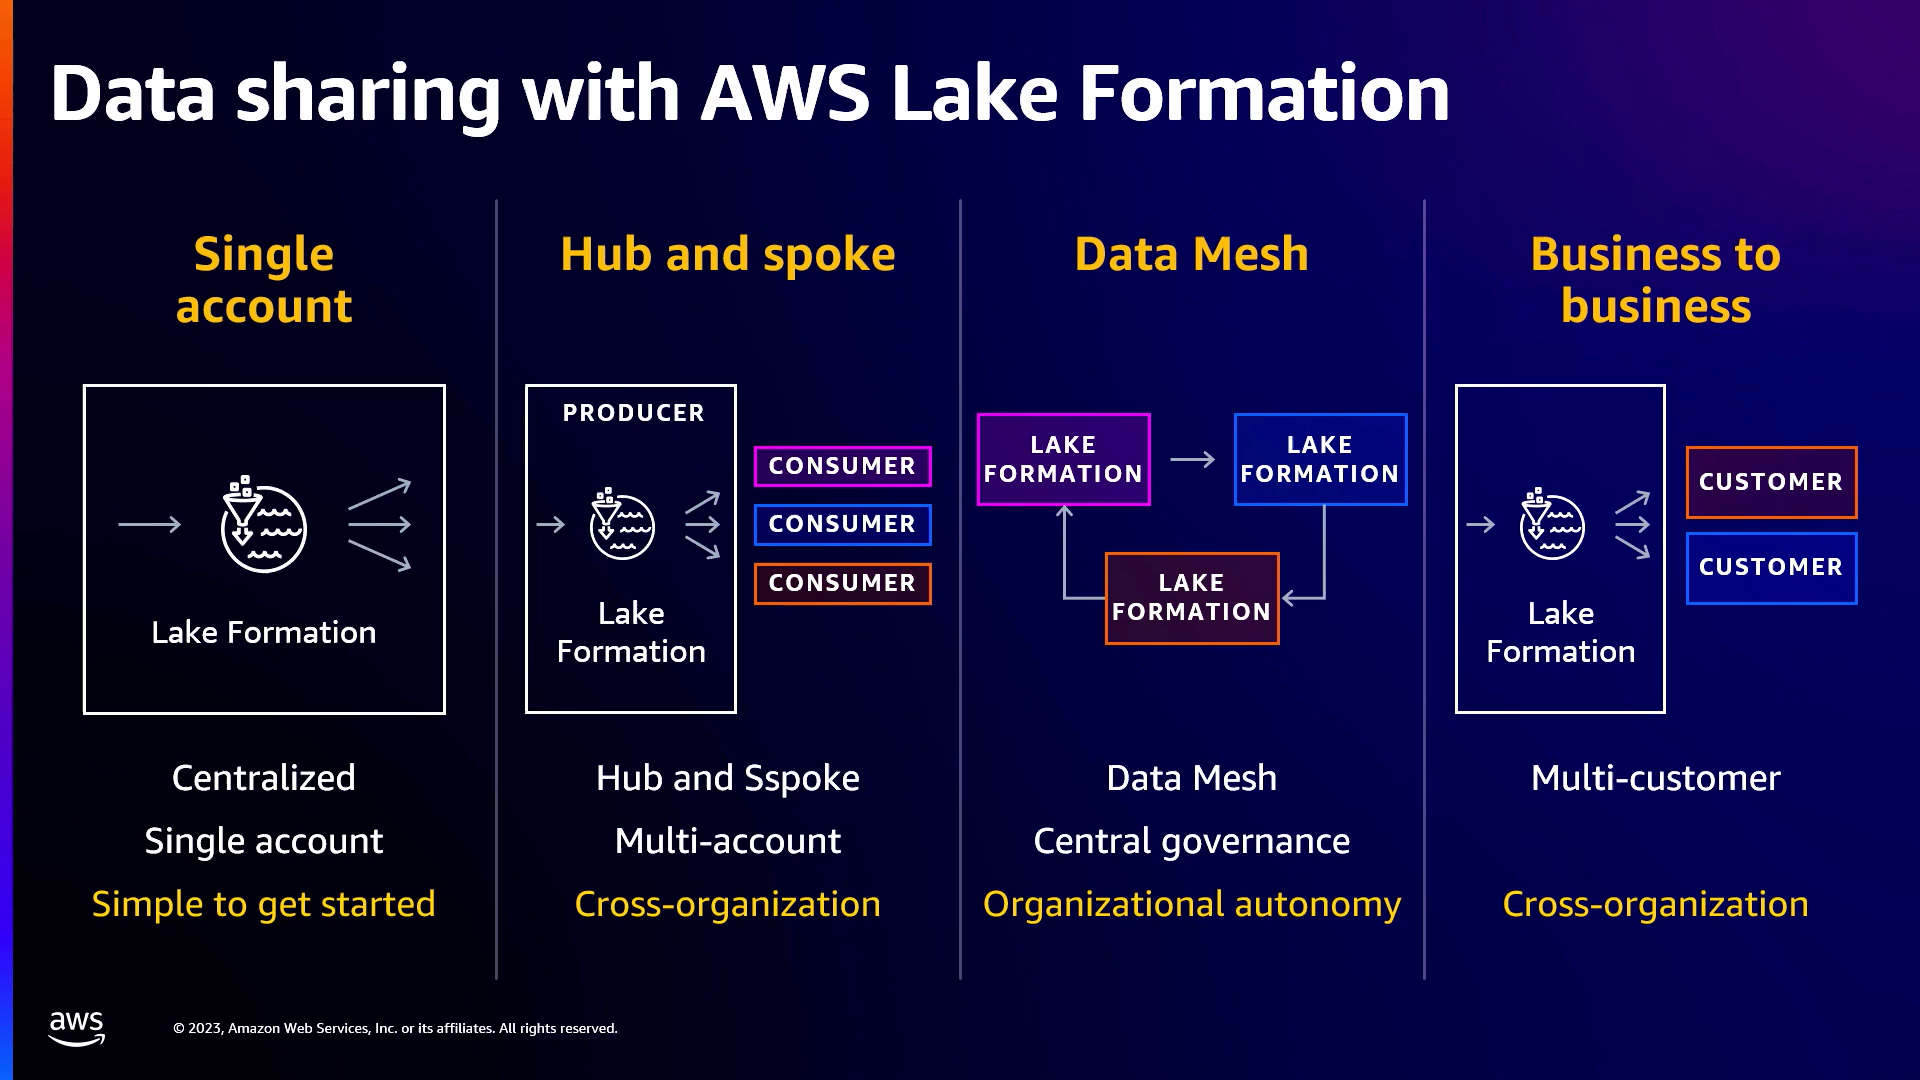 Data sharing with AWS Lake Formation
Single
account
Lake Formation
Centralized
Single account
Simple to get started
Hub and spoke
PRODUCER
Lake
Formation
CONSUMER
CONSUMER
CONSUMER
Hub and Sspoke
Multi-account
Cross-organization
Data Mesh
LAKE
FORMATION
LAKE
FORMATION
LAKE
FORMATION
Data Mesh
Central governance
Organizational autonomy
Business to
business
Lake
Formation
CUSTOMER
CUSTOMER
Multi-customer
Cross-organization
aws
© 2023, Amazon Web Services, Inc. or its affiliates. All rights reserved.